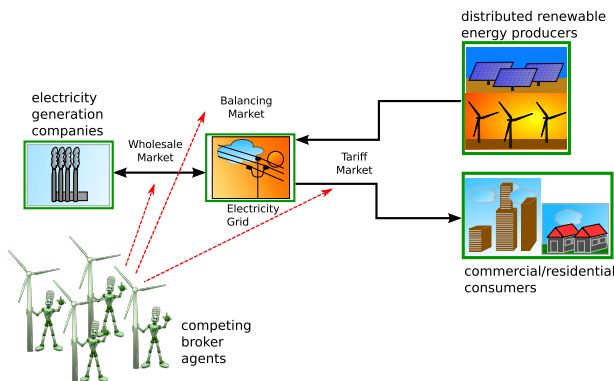 distributed renewable
energy producers
electricity
generation
companies
Balancing
Market
Wholesale
Market
Tariff
Market
Electricity
Grid
commercial/residential
consumers
competing
broker
agents